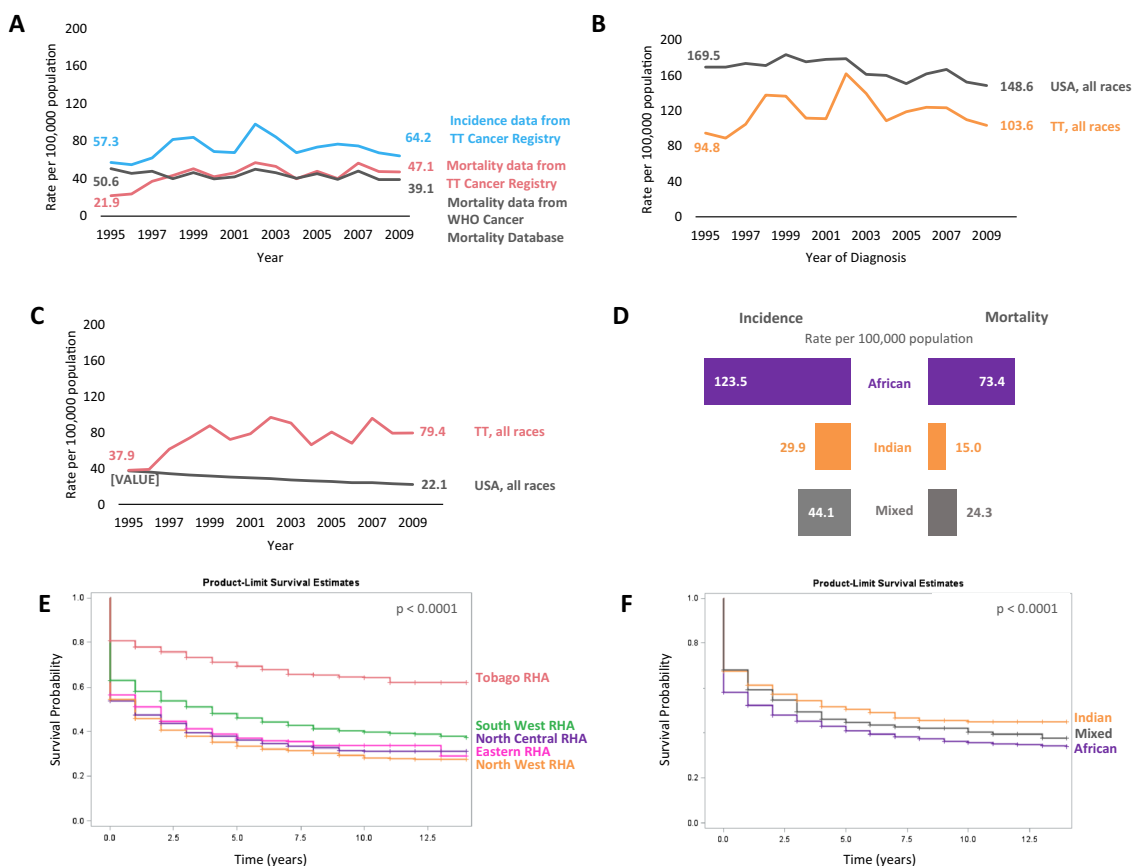 A
Rate per 100,000 population
200
160
120
80
40
0
57.3
50.6
21.9
64.2
47.1
39.1
Incidence data from
TT Cancer Registry
Mortality data from
TT Cancer Registry
Mortality data from
WHO Cancer
Mortality Database
1995 1997 1999 2001 2003 2005 2007 2009
Year
B
Rate per 100,000 population
200
160
120
80
40
0
169.5
94.8
148.6
103.6
USA, all races
TT, all races
1995 1997 1999 2001 2003 2005 2007 2009
Year of Diagnosis
C
Rate per 100,000 population
200
160
120
80
40
0
37.9
[VALUE]
79.4
22.1
TT, all races
USA, all races
1995 1997 1999 2001 2003 2005 2007 2009
Year
D
Incidence Mortality
Rate per 100,000 population
123.5 African 73.4
29.9 Indian 15.0
44.1 Mixed 24.3
E
Product-Limit Survival Estimates
p < 0.0001
Survival Probability
1.0
0.8
0.6
0.4
0.2
0.0
Tobago RHA
South West RHA
North Central RHA
Eastern RHA
North West RHA
0.0 2.5 5.0 7.5 10.0 12.5
Time (years)
F
Product-Limit Survival Estimates
p < 0.0001
Survival Probability
1.0
0.8
0.6
0.4
0.2
0.0
Indian
Mixed
African
0.0 2.5 5.0 7.5 10.0 12.5
Time (years)